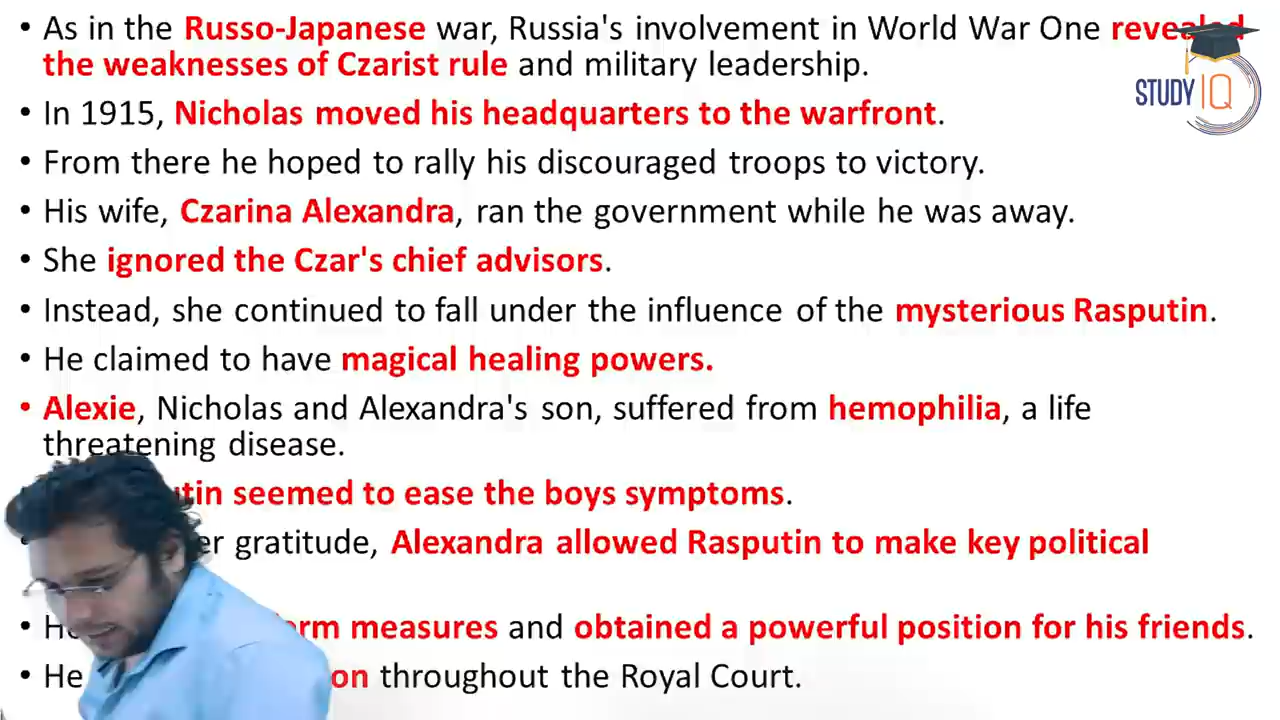 • As in the Russo-Japanese war, Russia's involvement in World War One revealed
the weaknesses of Czarist rule and military leadership.
STUDY IQ
• In 1915, Nicholas moved his headquarters to the warfront.
• From there he hoped to rally his discouraged troops to victory.
• His wife, Czarina Alexandra, ran the government while he was away.
• She ignored the Czar's chief advisors.
• Instead, she continued to fall under the influence of the mysterious Rasputin.
• He claimed to have magical healing powers.
• Alexie, Nicholas and Alexandra's son, suffered from hemophilia, a life
threatening disease.
seemed to ease the boys symptoms.
gratitude, Alexandra allowed Rasputin to make key political
• measures and obtained a powerful position for his friends.
• He throughout the Royal Court.